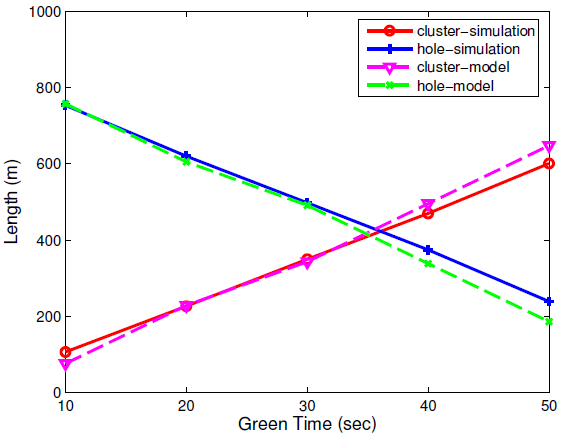 1000
800
600
400
200
0
Length (m)
cluster−simulation
hole−simulation
cluster−model
hole−model
10 20 30 40 50
Green Time (sec)